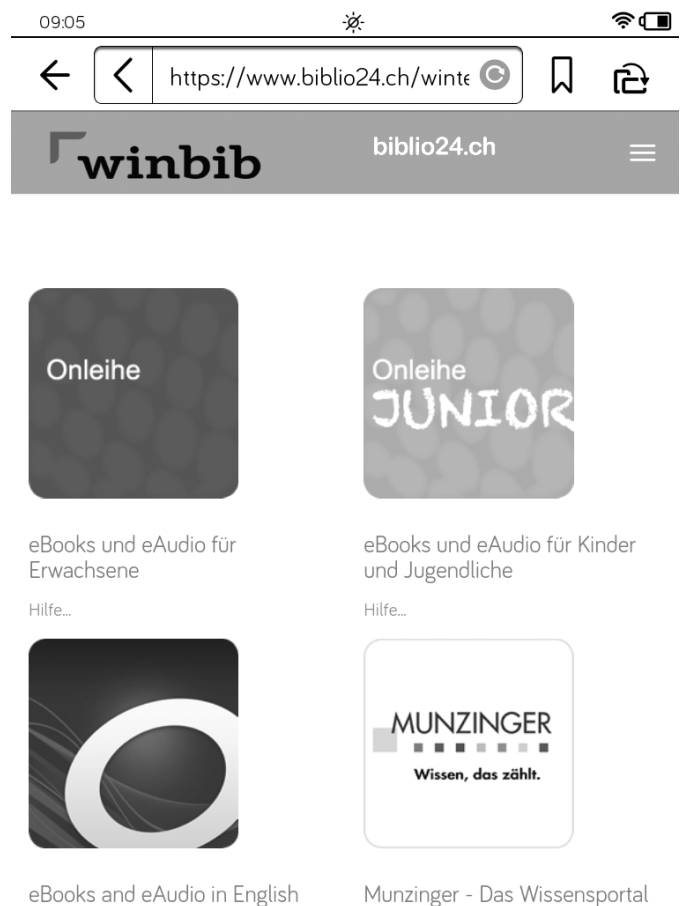 09:05
https://www.biblio24.ch/winte
winbib
biblio24.ch
Onleihe
Onleihe
JUNIOR
eBooks und eAudio für
Erwachsene
Hilfe...
eBooks und eAudio für Kinder
und Jugendliche
Hilfe...
MUNZINGER
Wissen, das zählt.
eBooks and eAudio in English
Munzinger - Das Wissensportal